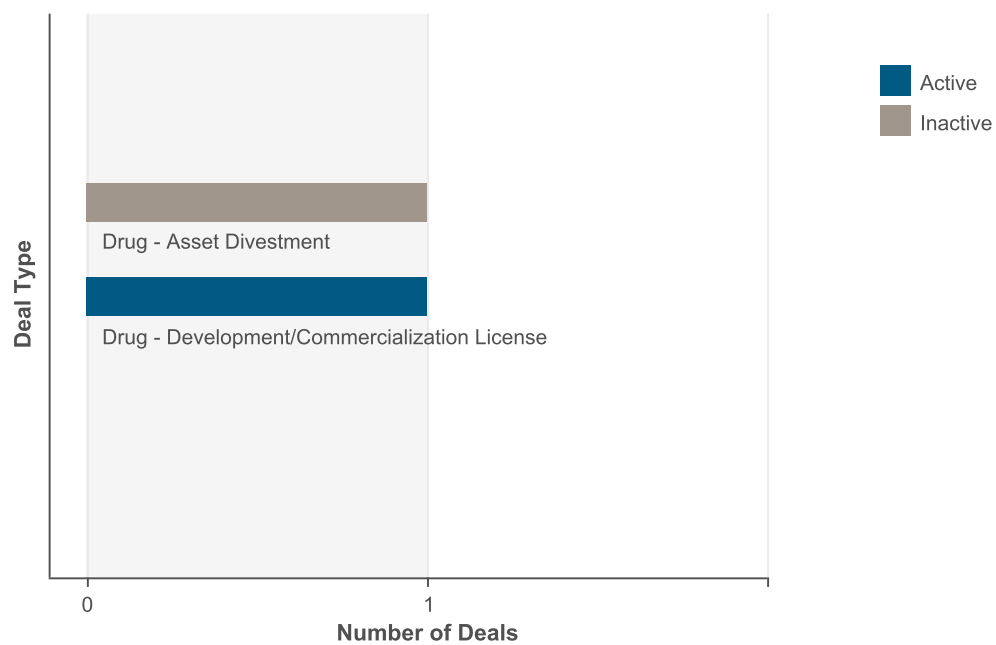 Active
Inactive
Drug - Asset Divestment
Drug - Development/Commercialization License
Deal Type
0
1
Number of Deals